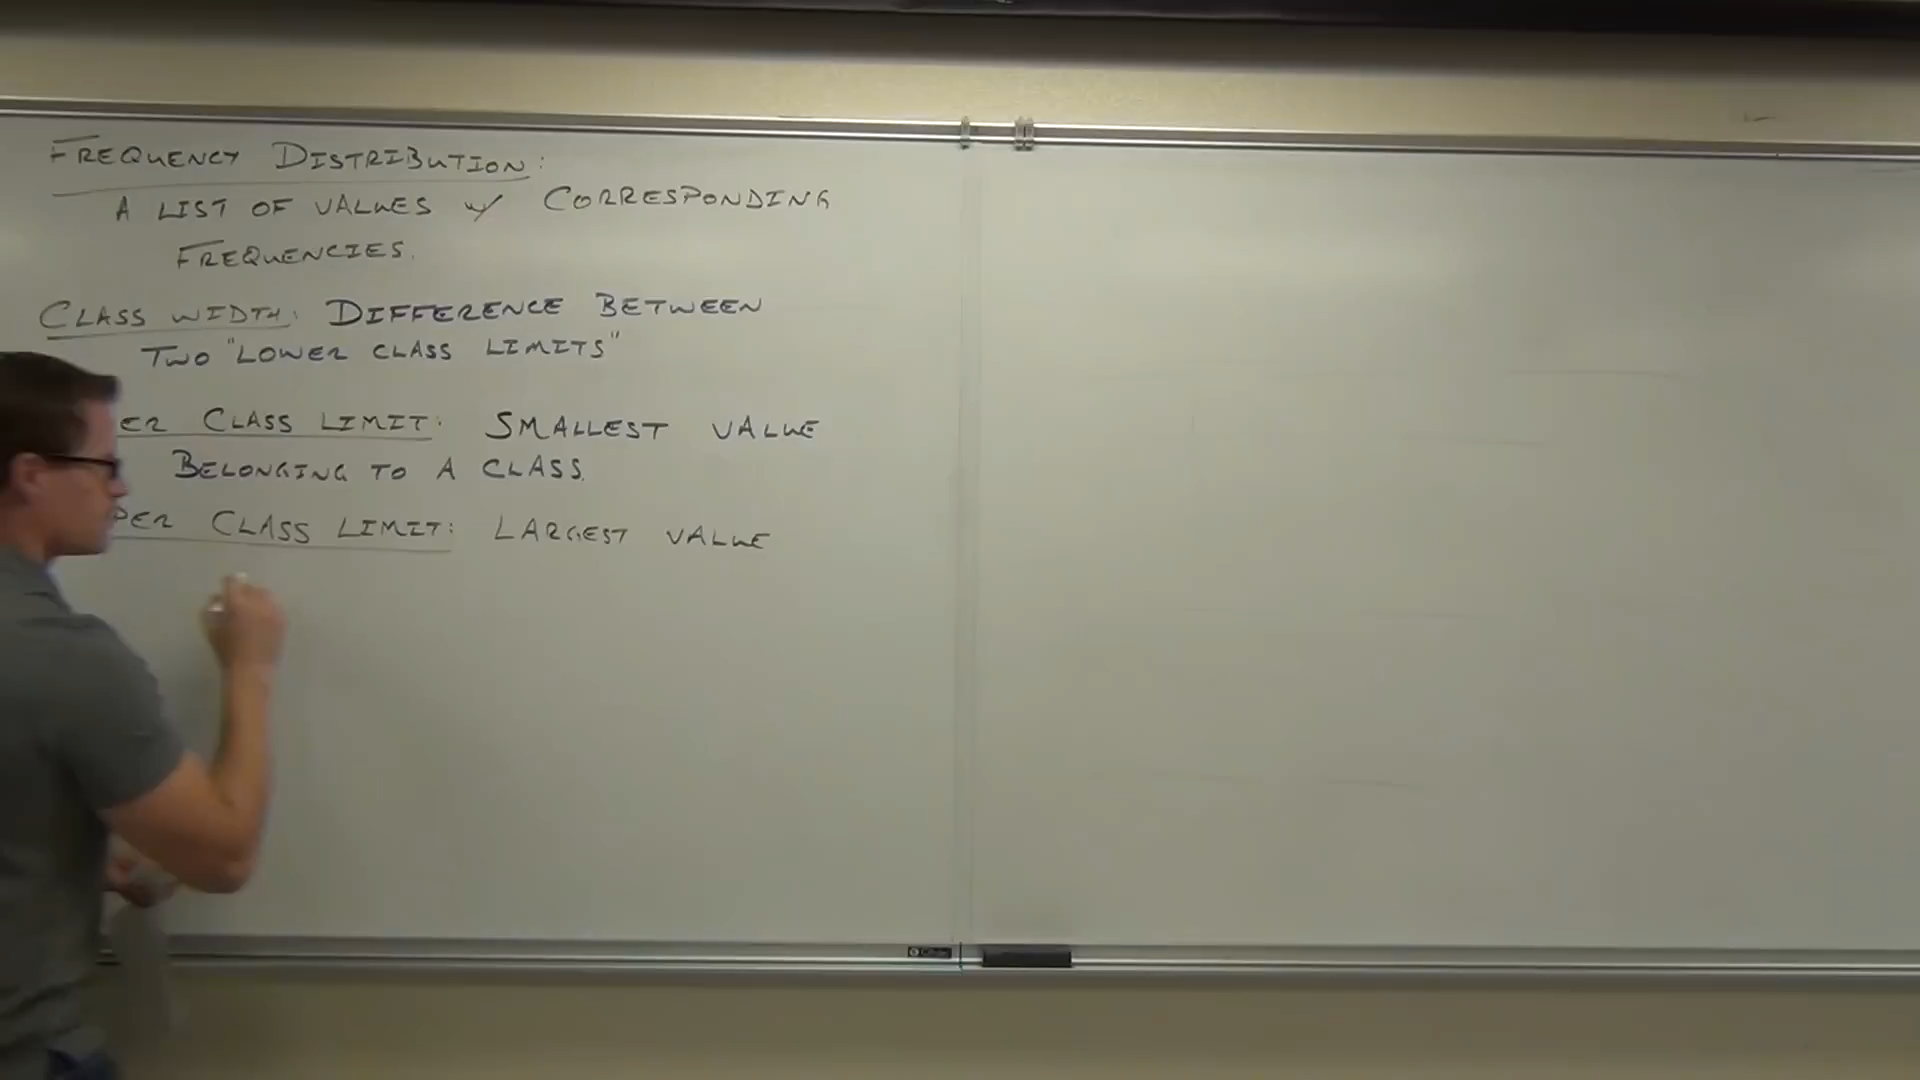 FREQUENCY DISTRIBUTION:
A LIST OF VALUES w/ CORRESPONDING
FREQUENCIES.
CLASS WIDTH: DIFFERENCE BETWEEN
TWO "LOWER CLASS LIMITS"
ER CLASS LIMIT: SMALLEST VALUE
BELONGING TO A CLASS.
PER CLASS LIMIT: LARGEST VALUE